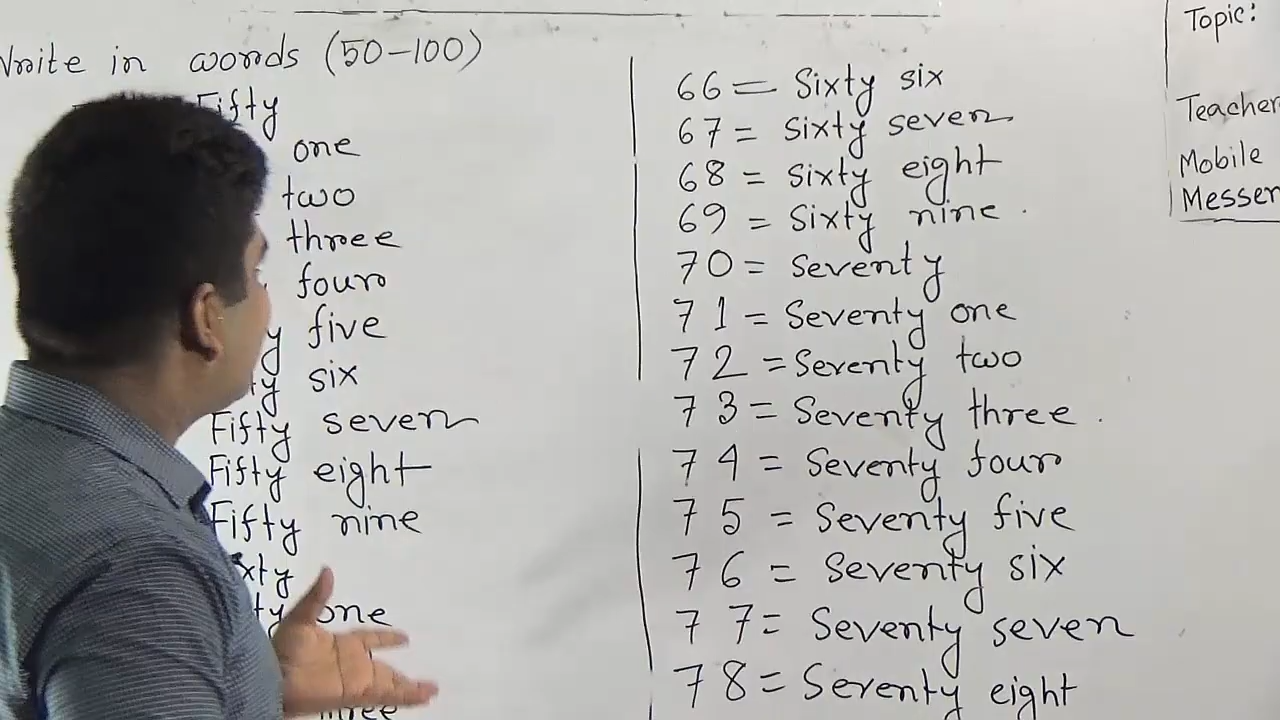 Write in words (50-100)
Fifty
one
two
three
four
five
six
Fifty seven
Fifty eight
Fifty nine
one
three
66 = Sixty six
67 = Sixty seven
68 = Sixty eight
69 = Sixty nine
70 = Seventy
71 = Seventy one
72 = Seventy two
73 = Seventy three
74 = Seventy four
75 = Seventy five
76 = Seventy six
77 = Seventy seven
78 = Seventy eight
Topic:
Teacher
Mobile
Messen